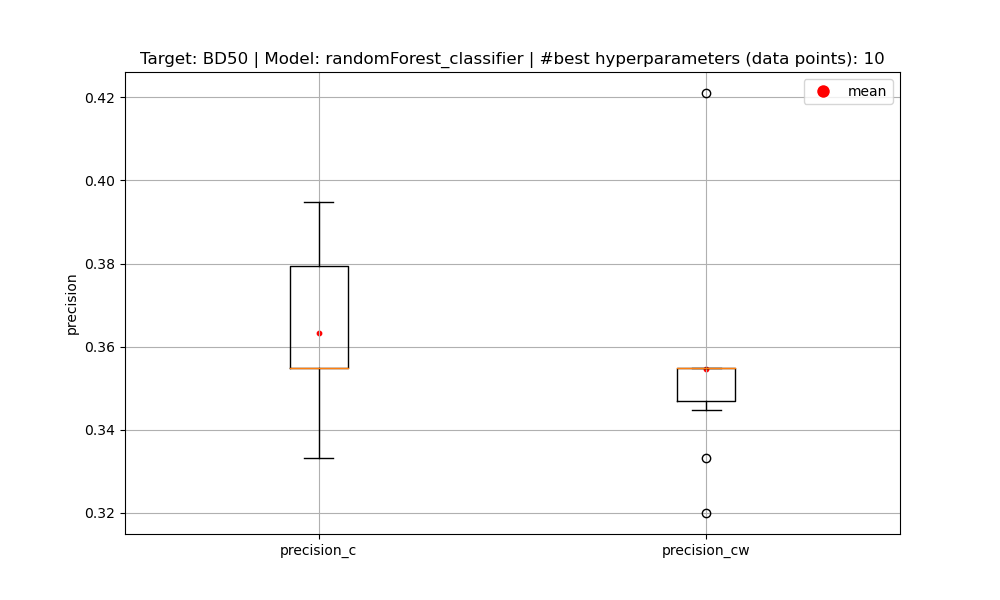 Target: BD50 | Model: randomForest_classifier | #best hyperparameters (data points): 10
mean
0.42
0.40
0.38
0.36
0.34
0.32
precision
precision_c
precision_cw